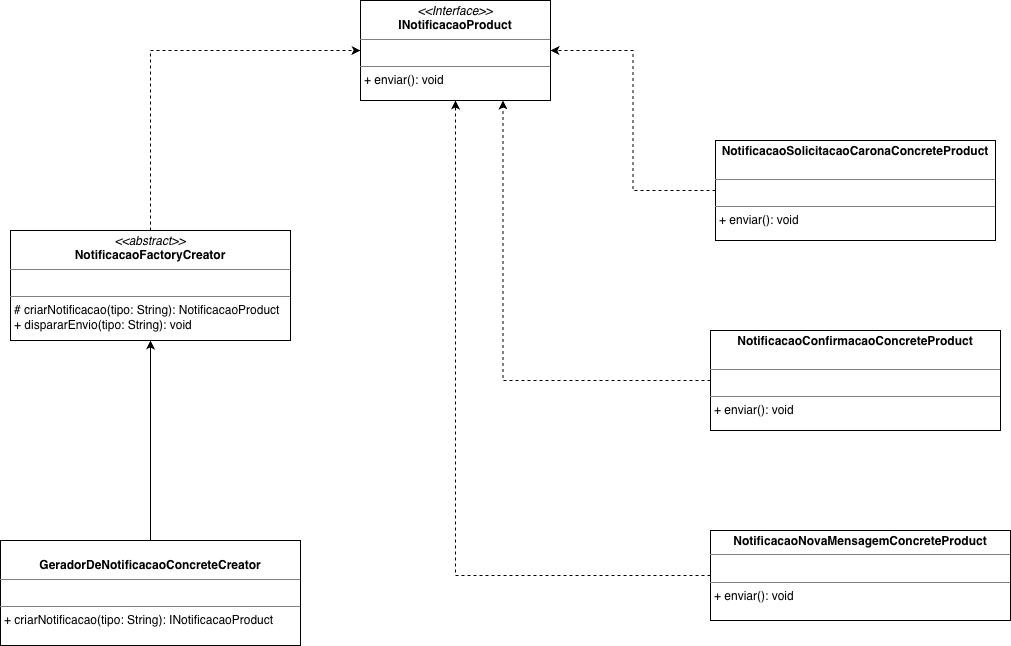 <<Interface>>
INotificacaoProduct
+ enviar(): void
NotificacaoSolicitacaoCaronaConcreteProduct
+ enviar(): void
<<abstract>>
NotificacaoFactoryCreator
# criarNotificacao(tipo: String): NotificacaoProduct
+ dispararEnvio(tipo: String): void
NotificacaoConfirmacaoConcreteProduct
+ enviar(): void
GeradorDeNotificacaoConcreteCreator
+ criarNotificacao(tipo: String): INotificacaoProduct
NotificacaoNovaMensagemConcreteProduct
+ enviar(): void